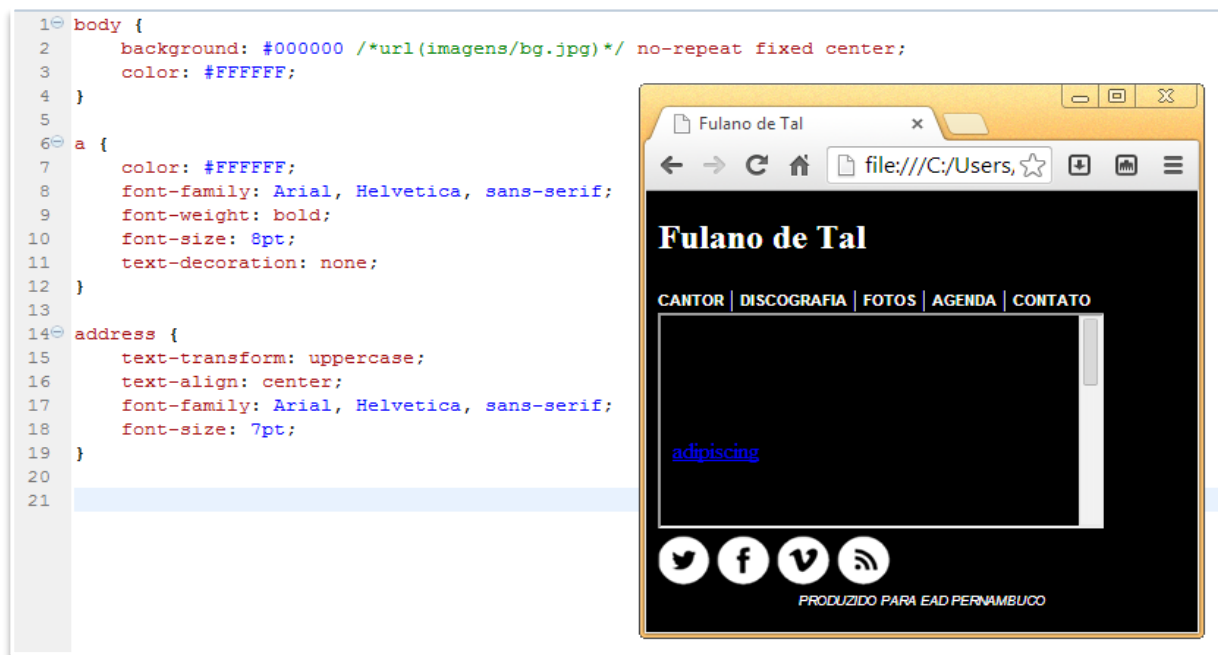 1 body {
2 background: #000000 /*url(imagens/bg.jpg)*/ no-repeat fixed center;
3 color: #FFFFFF;
4 }
5
6 a {
7 color: #FFFFFF;
8 font-family: Arial, Helvetica, sans-serif;
9 font-weight: bold;
10 font-size: 8pt;
11 text-decoration: none;
12 }
13
14 address {
15 text-transform: uppercase;
16 text-align: center;
17 font-family: Arial, Helvetica, sans-serif;
18 font-size: 7pt;
19 }
20
21
Fulano de Tal
file:///C:/Users,
Fulano de Tal
CANTOR | DISCOGRAFIA | FOTOS | AGENDA | CONTATO
adipiscing
PRODUZIDO PARA EAD PERNAMBUCO